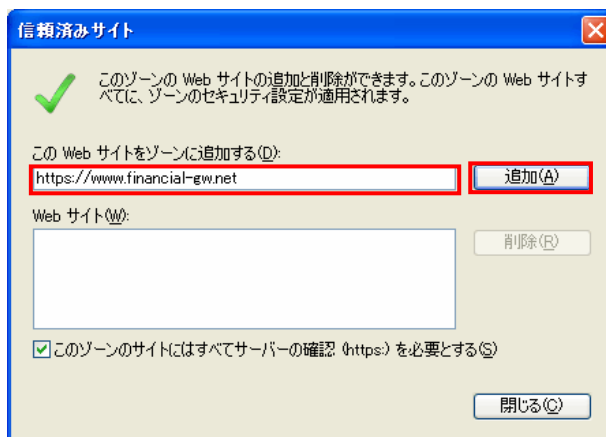 信頼済みサイト
このゾーンの Web サイトの追加と削除ができます。このゾーンの Web サイトす
べてに、ゾーンのセキュリティ設定が適用されます。
この Web サイトをゾーンに追加する(D):
https://www.financial-gw.net
追加(A)
Web サイト(W):
削除(R)
このゾーンのサイトにはすべてサーバーの確認 (https:) を必要とする(S)
閉じる(C)